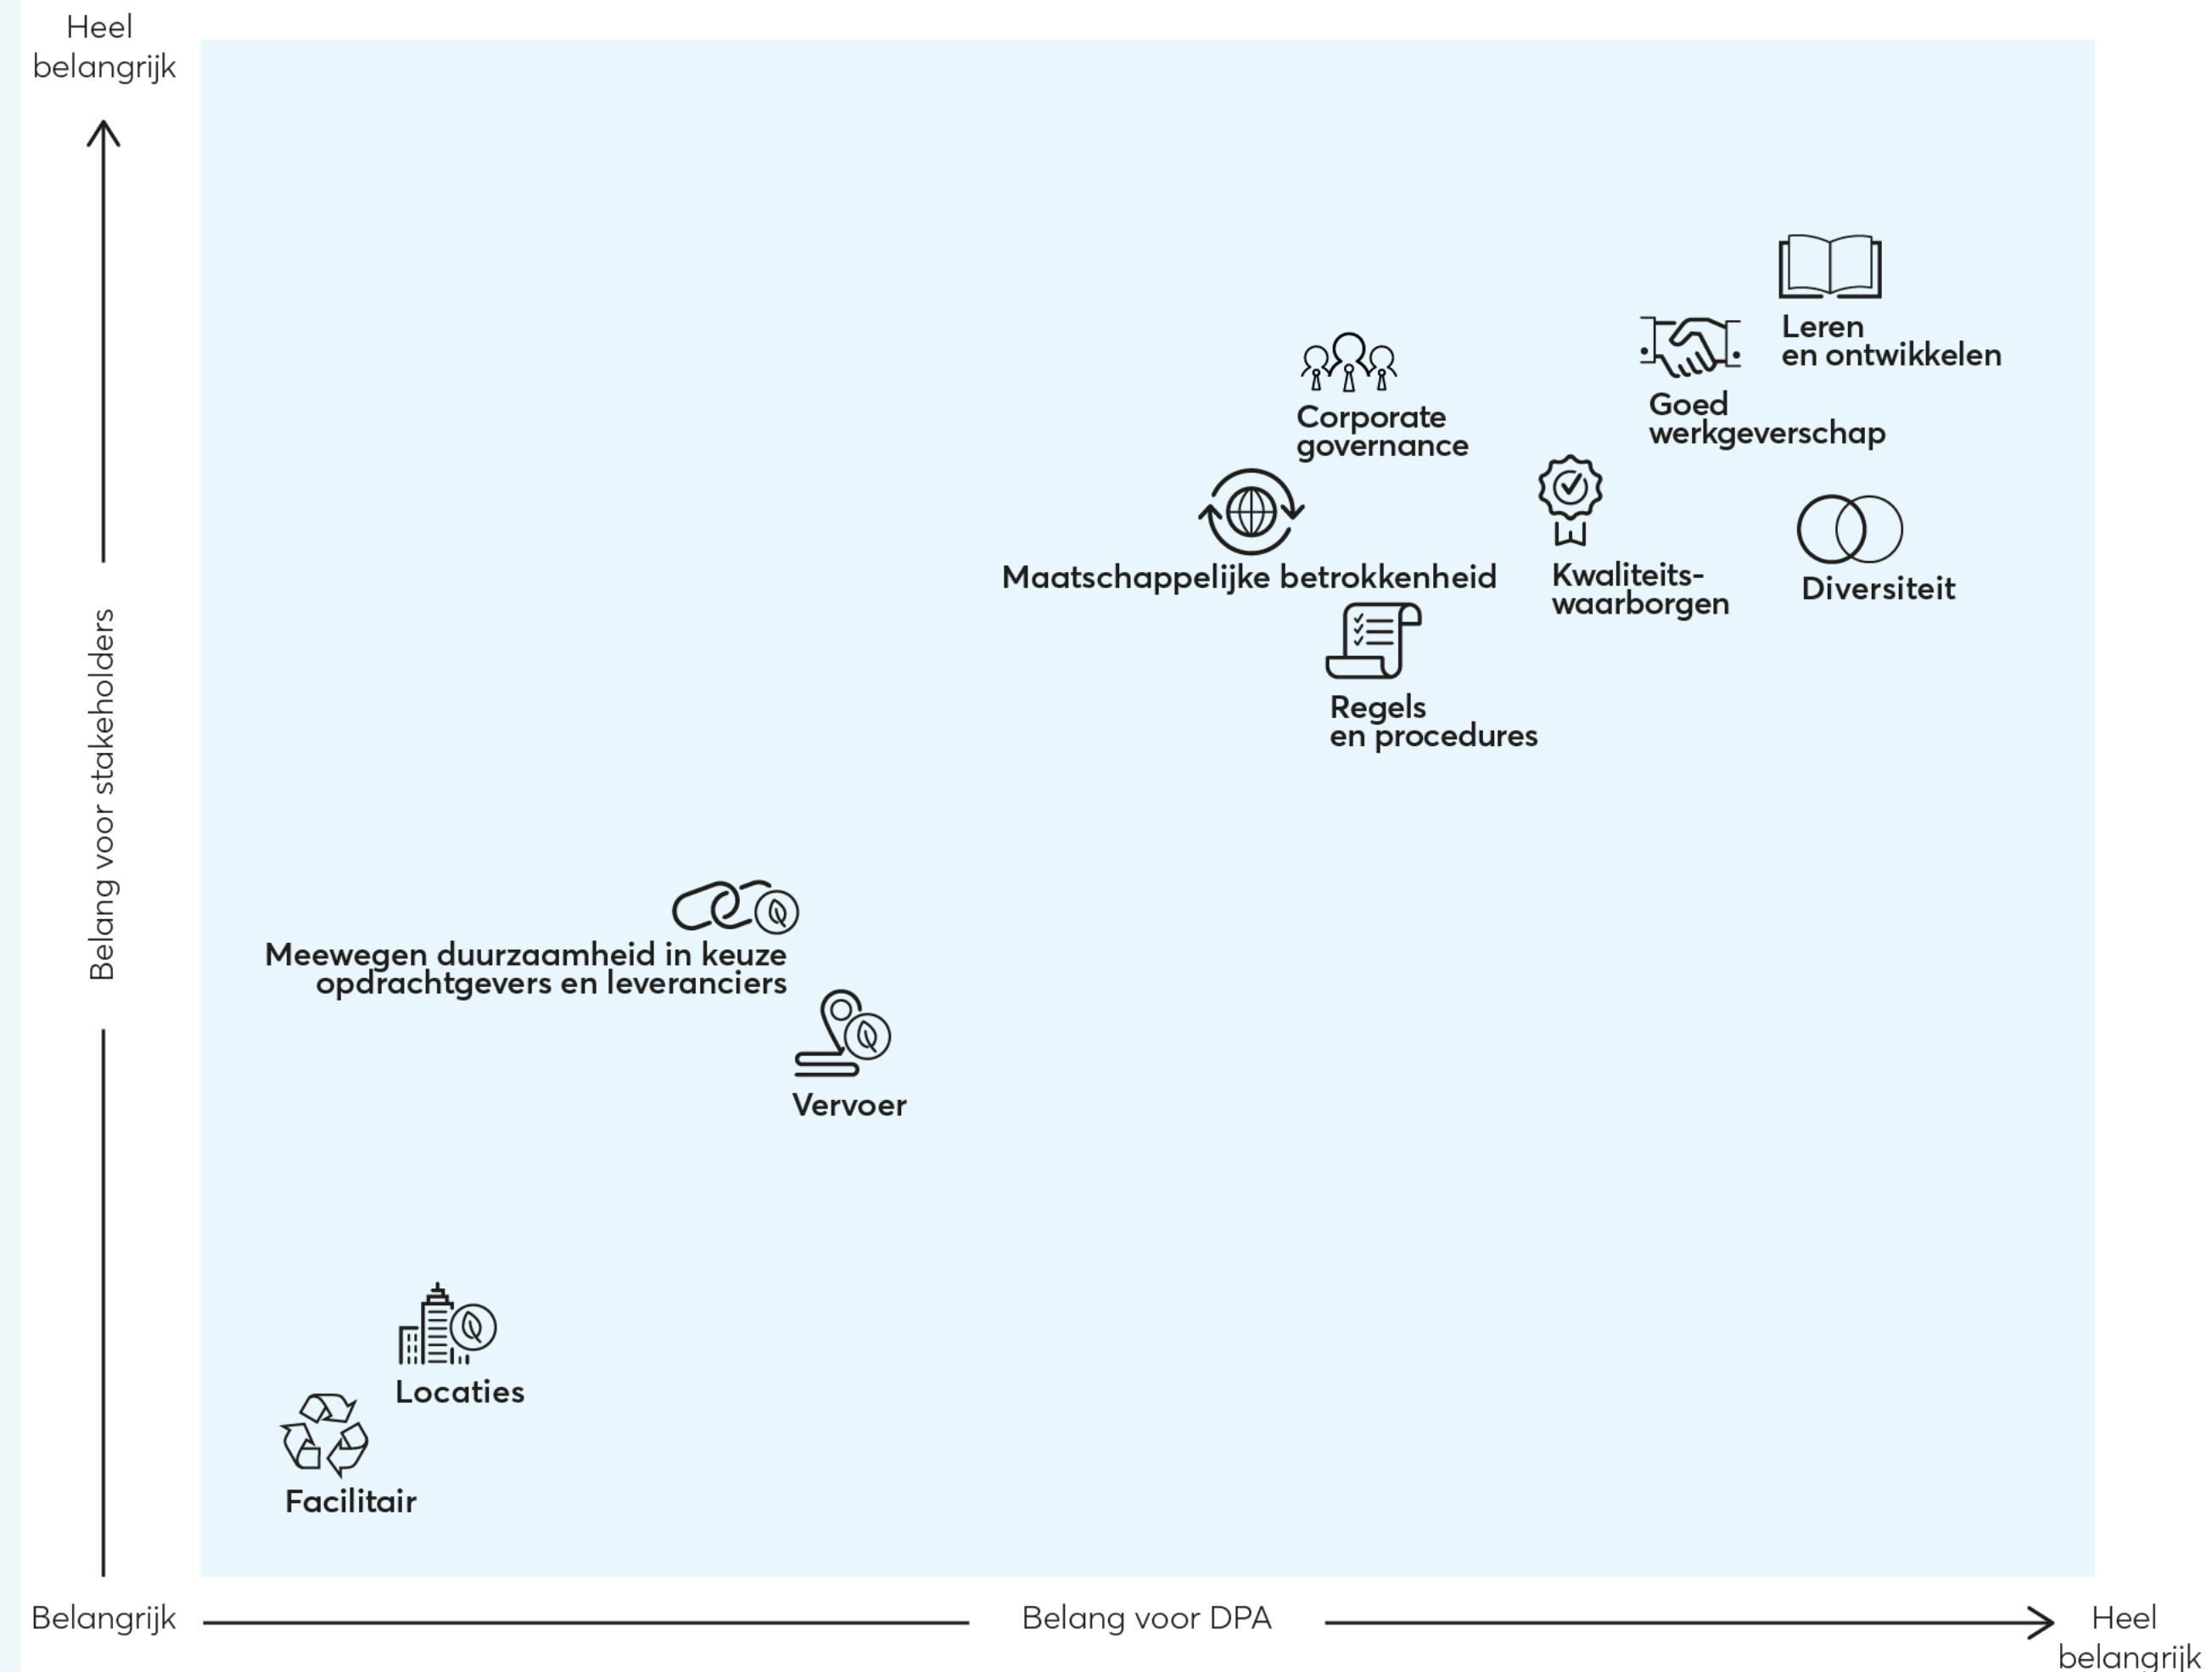 Heel
belangrijk
Leren
en ontwikkelen
Goed
werkgeverschap
Corporate
governance
Maatschappelijke betrokkenheid
Kwaliteits-
waarborgen
Diversiteit
Regels
en procedures
Belang voor stakeholders
Meewegen duurzaamheid in keuze
opdrachtgevers en leveranciers
Vervoer
Locaties
Facilitair
Belangrijk
Belang voor DPA
Heel
belangrijk